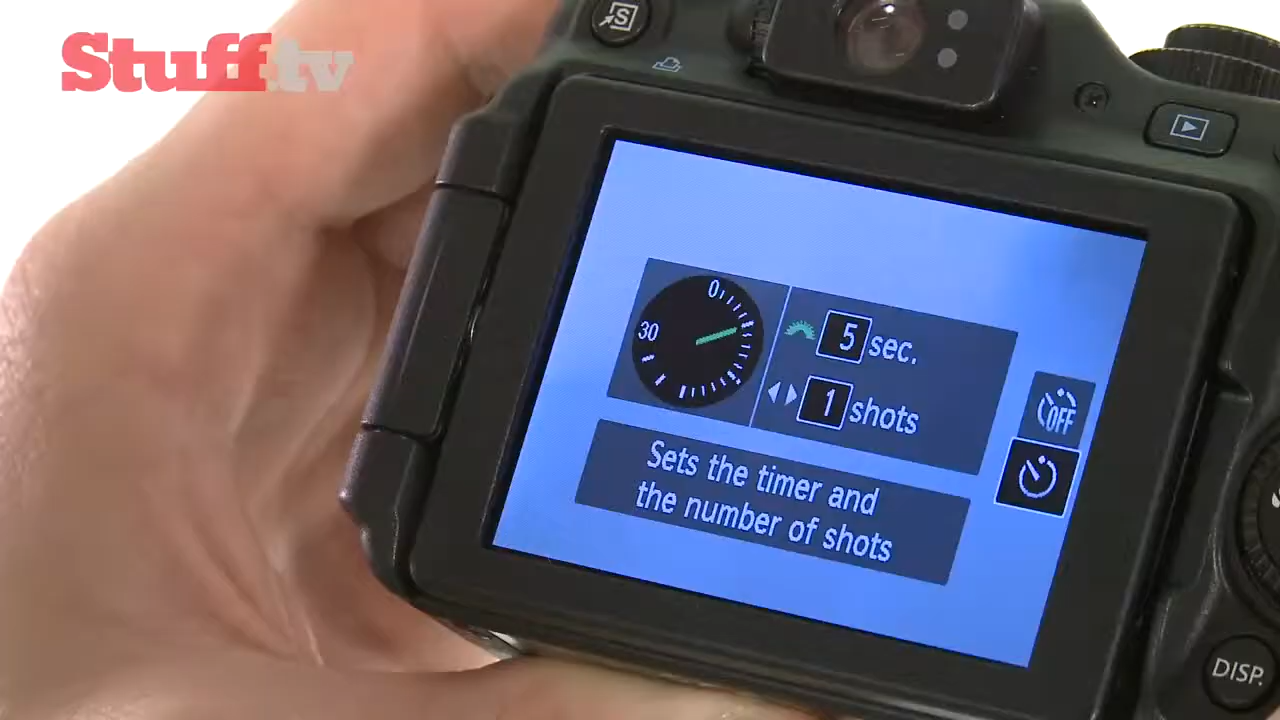 Stuff.tv
S
0
30
5 sec.
1 shots
OFF
Sets the timer and
the number of shots
DISP.